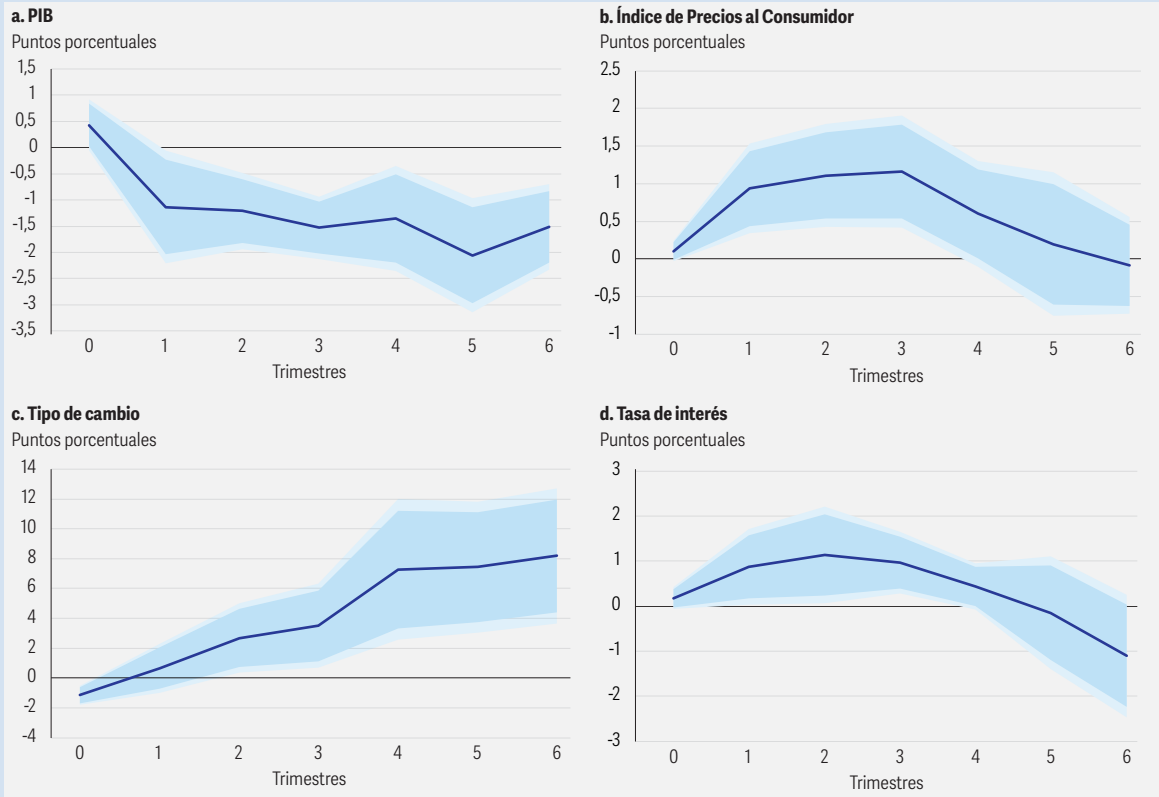 a. PIB
Puntos porcentuales
1,5
1
0,5
0
-0,5
-1
-1,5
-2
-2,5
-3
-3,5
0 1 2 3 4 5 6
Trimestres
b. Índice de Precios al Consumidor
Puntos porcentuales
2.5
2
1,5
1
0,5
0
-0,5
-1
0 1 2 3 4 5 6
Trimestres
c. Tipo de cambio
Puntos porcentuales
14
12
10
8
6
4
2
0
-2
-4
0 1 2 3 4 5 6
Trimestres
d. Tasa de interés
Puntos porcentuales
3
2
1
0
-1
-2
-3
0 1 2 3 4 5 6
Trimestres